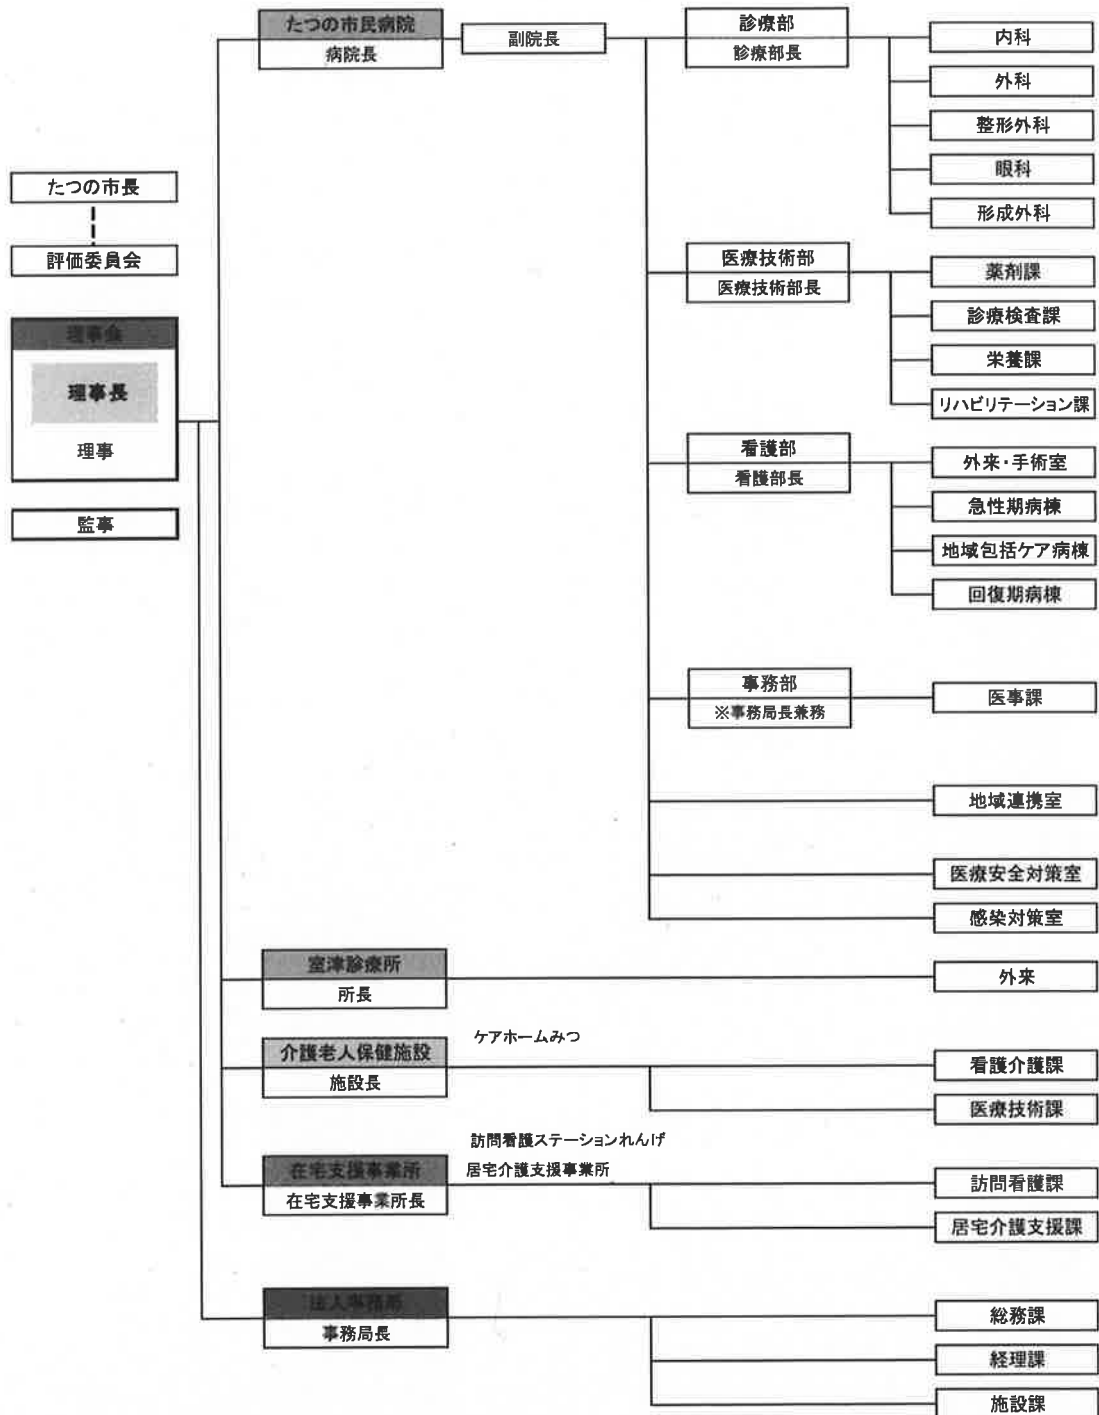 たつの市長
評価委員会
理事会
理事長
理事
監事
たつの市民病院
病院長
副院長
診療部
診療部長
内科
外科
整形外科
眼科
形成外科
医療技術部
医療技術部長
薬剤課
診療検査課
栄養課
リハビリテーション課
看護部
看護部長
外来・手術室
急性期病棟
地域包括ケア病棟
回復期病棟
事務部
※事務局長兼務
医事課
地域連携室
医療安全対策室
感染対策室
室津診療所
所長
外来
介護老人保健施設
施設長
ケアホームみつ
看護介護課
医療技術課
在宅支援事業所
在宅支援事業所長
訪問看護ステーションれんげ
居宅介護支援事業所
訪問看護課
居宅介護支援課
法人事務局
事務局長
総務課
経理課
施設課